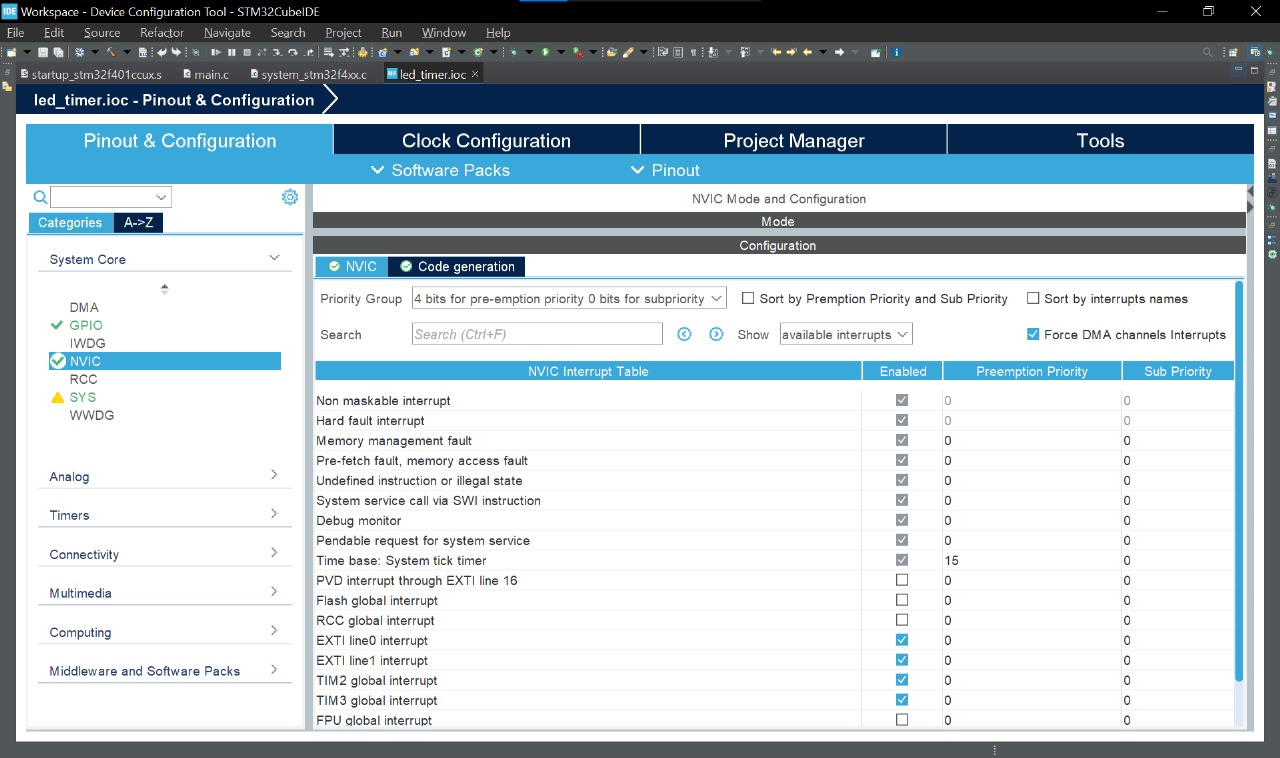 IDE Workspace - Device Configuration Tool - STM32CubeIDE
File Edit Source Refactor Navigate Search Project Run Window Help
startup_stm32f401ccux.s main.c system_stm32f4xx.c MX led_timer.ioc
led_timer.ioc - Pinout & Configuration
Pinout & Configuration Clock Configuration Project Manager Tools
Software Packs Pinout
Categories A->Z
System Core
DMA
GPIO
IWDG
NVIC
RCC
SYS
WWDG
Analog
Timers
Connectivity
Multimedia
Computing
Middleware and Software Packs
NVIC Mode and Configuration
Mode
Configuration
NVIC Code generation
Priority Group 4 bits for pre-emption priority 0 bits for subpriority Sort by Premption Priority and Sub Priority Sort by interrupts names
Search Search (Ctrl+F) Show available interrupts Force DMA channels Interrupts
NVIC Interrupt Table Enabled Preemption Priority Sub Priority
Non maskable interrupt 0 0
Hard fault interrupt 0 0
Memory management fault 0 0
Pre-fetch fault, memory access fault 0 0
Undefined instruction or illegal state 0 0
System service call via SWI instruction 0 0
Debug monitor 0 0
Pendable request for system service 0 0
Time base: System tick timer 15 0
PVD interrupt through EXTI line 16 0 0
Flash global interrupt 0 0
RCC global interrupt 0 0
EXTI line0 interrupt 0 0
EXTI line1 interrupt 0 0
TIM2 global interrupt 0 0
TIM3 global interrupt 0 0
FPU global interrupt 0 0